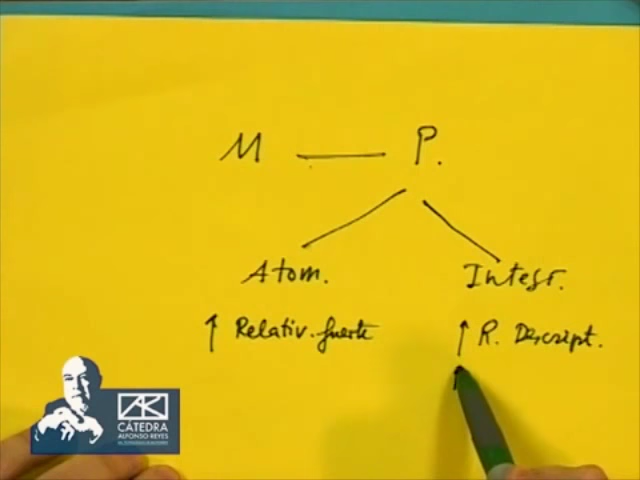 M — P.
Atom. Integr.
↑ Relativ. fuerte ↑ R. Descript.
CÁTEDRA
ALFONSO REYES